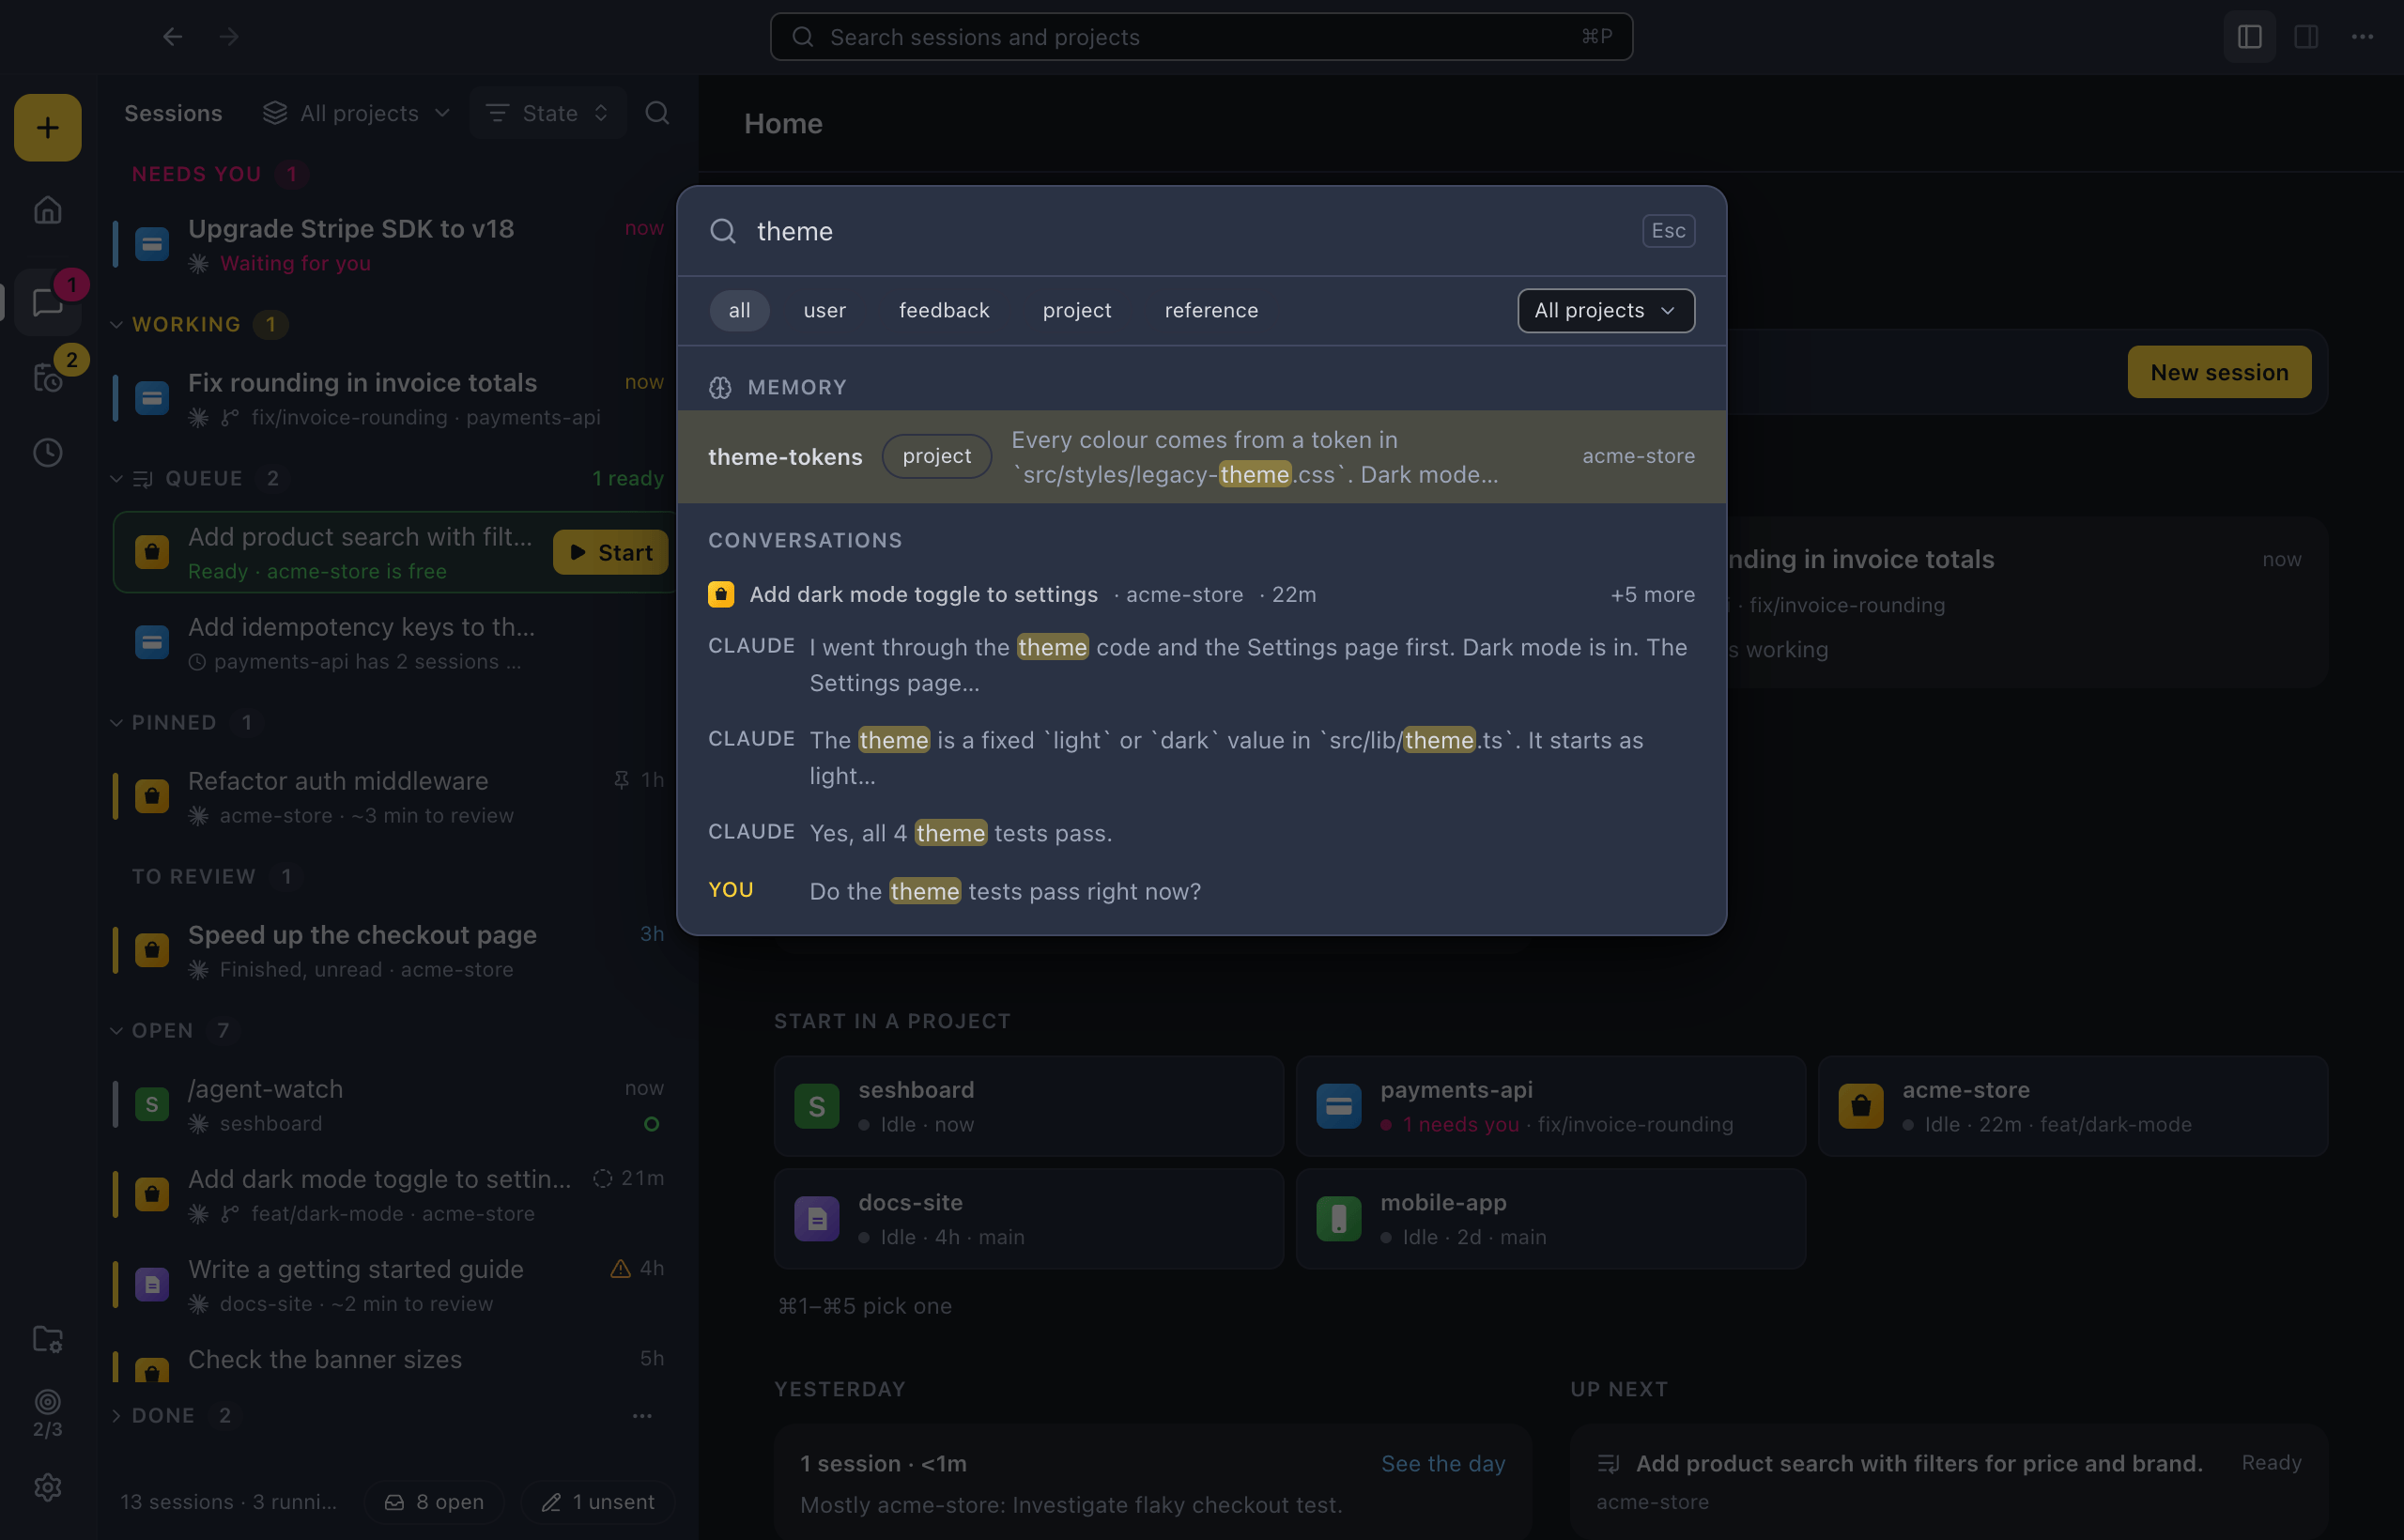 Search sessions and projects ⌘P
Sessions All projects State
NEEDS YOU 1
Upgrade Stripe SDK to v18 now
Waiting for you
1
WORKING 1
2
Fix rounding in invoice totals now
fix/invoice-rounding · payments-api
QUEUE 2 1 ready
Add product search with filt...
Ready · acme-store is free
Start
Add idempotency keys to th...
payments-api has 2 sessions ...
PINNED 1
Refactor auth middleware 1h
acme-store · ~3 min to review
TO REVIEW 1
Speed up the checkout page 3h
Finished, unread · acme-store
OPEN 7
S
/agent-watch now
seshboard
Add dark mode toggle to settin... 21m
feat/dark-mode · acme-store
Write a getting started guide 4h
docs-site · ~2 min to review
Check the banner sizes 5h
DONE 2
2/3
13 sessions · 3 runni... 8 open 1 unsent
Home
theme Esc
all user feedback project reference All projects
MEMORY
theme-tokens project Every colour comes from a token in
`src/styles/legacy-theme.css`. Dark mode...
acme-store
CONVERSATIONS
Add dark mode toggle to settings · acme-store · 22m +5 more
CLAUDE I went through the theme code and the Settings page first. Dark mode is in. The
Settings page...
CLAUDE The theme is a fixed `light` or `dark` value in `src/lib/theme.ts`. It starts as
light...
CLAUDE Yes, all 4 theme tests pass.
YOU Do the theme tests pass right now?
New session
nding in invoice totals now
· fix/invoice-rounding
s working
START IN A PROJECT
S
seshboard
Idle · now
payments-api
1 needs you · fix/invoice-rounding
acme-store
Idle · 22m · feat/dark-mode
docs-site
Idle · 4h · main
mobile-app
Idle · 2d · main
⌘1–⌘5 pick one
YESTERDAY
1 session · <1m See the day
Mostly acme-store: Investigate flaky checkout test.
UP NEXT
Add product search with filters for price and brand. Ready
acme-store